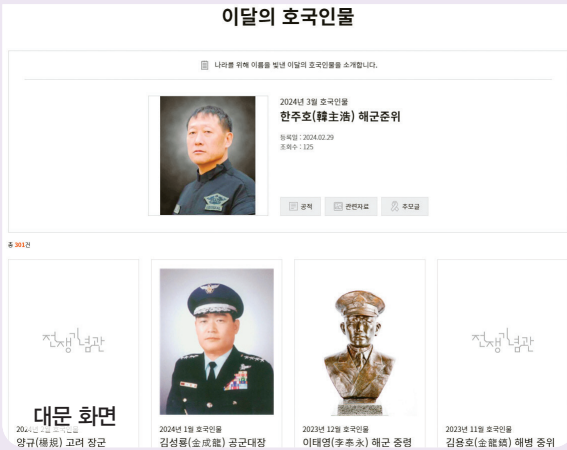 이달의 호국인물
나라를 위해 이름을 빛낸 이달의 호국인물을 소개합니다.
2024년 3월 호국인물
한주호(韓主浩) 해군준위
등록일 : 2024.02.29
조회수 : 125
공적
관련자료
추모글
총 301건
전쟁기념관
전쟁기념관
대문 화면
양규(楊規) 고려 장군
2024년 1월 호국인물
김성룡(金成龍) 공군대장
2023년 12월 호국인물
이태영(李泰永) 해군 중령
2023년 11월 호국인물
김용호(金龍鎬) 해병 중위